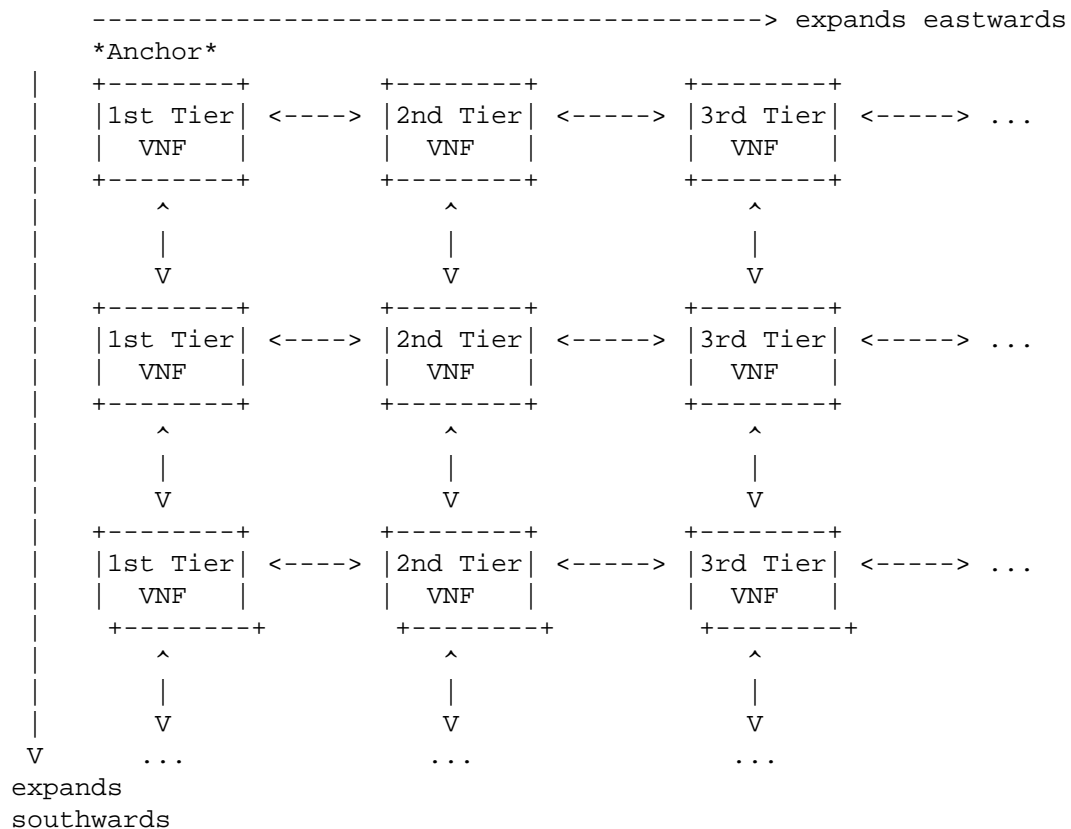 -----------------------------------------> expands eastwards
*Anchor*
| +--------+ +--------+ +--------+
| |1st Tier| <----> |2nd Tier| <-----> |3rd Tier| <-----> ...
| | VNF | | VNF | | VNF |
| +--------+ +--------+ +--------+
| ^ ^ ^
| | | |
| V V V
| +--------+ +--------+ +--------+
| |1st Tier| <----> |2nd Tier| <-----> |3rd Tier| <-----> ...
| | VNF | | VNF | | VNF |
| +--------+ +--------+ +--------+
| ^ ^ ^
| | | |
| V V V
| +--------+ +--------+ +--------+
| |1st Tier| <----> |2nd Tier| <-----> |3rd Tier| <-----> ...
| | VNF | | VNF | | VNF |
| +--------+ +--------+ +--------+
| ^ ^ ^
| | | |
| V V V
V ... ... ...
expands
southwards